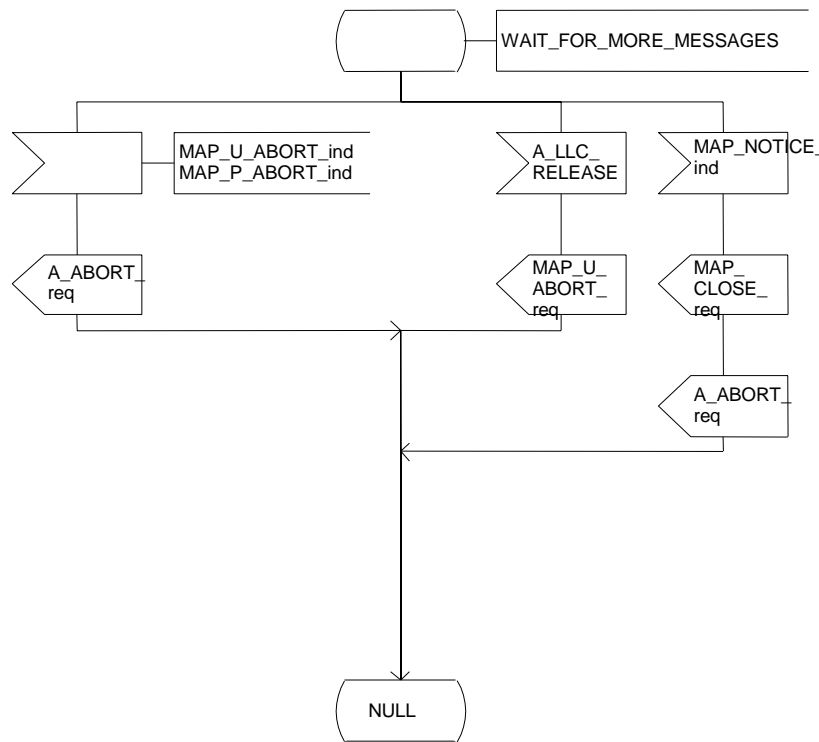 WAIT_FOR_MORE_MESSAGES
MAP_U_ABORT_ind
MAP_P_ABORT_ind
A_LLC_
RELEASE
MAP_NOTICE_
ind
A_ABORT_
req
MAP_U_
ABORT_
req
MAP_
CLOSE_
req
A_ABORT_
req
NULL